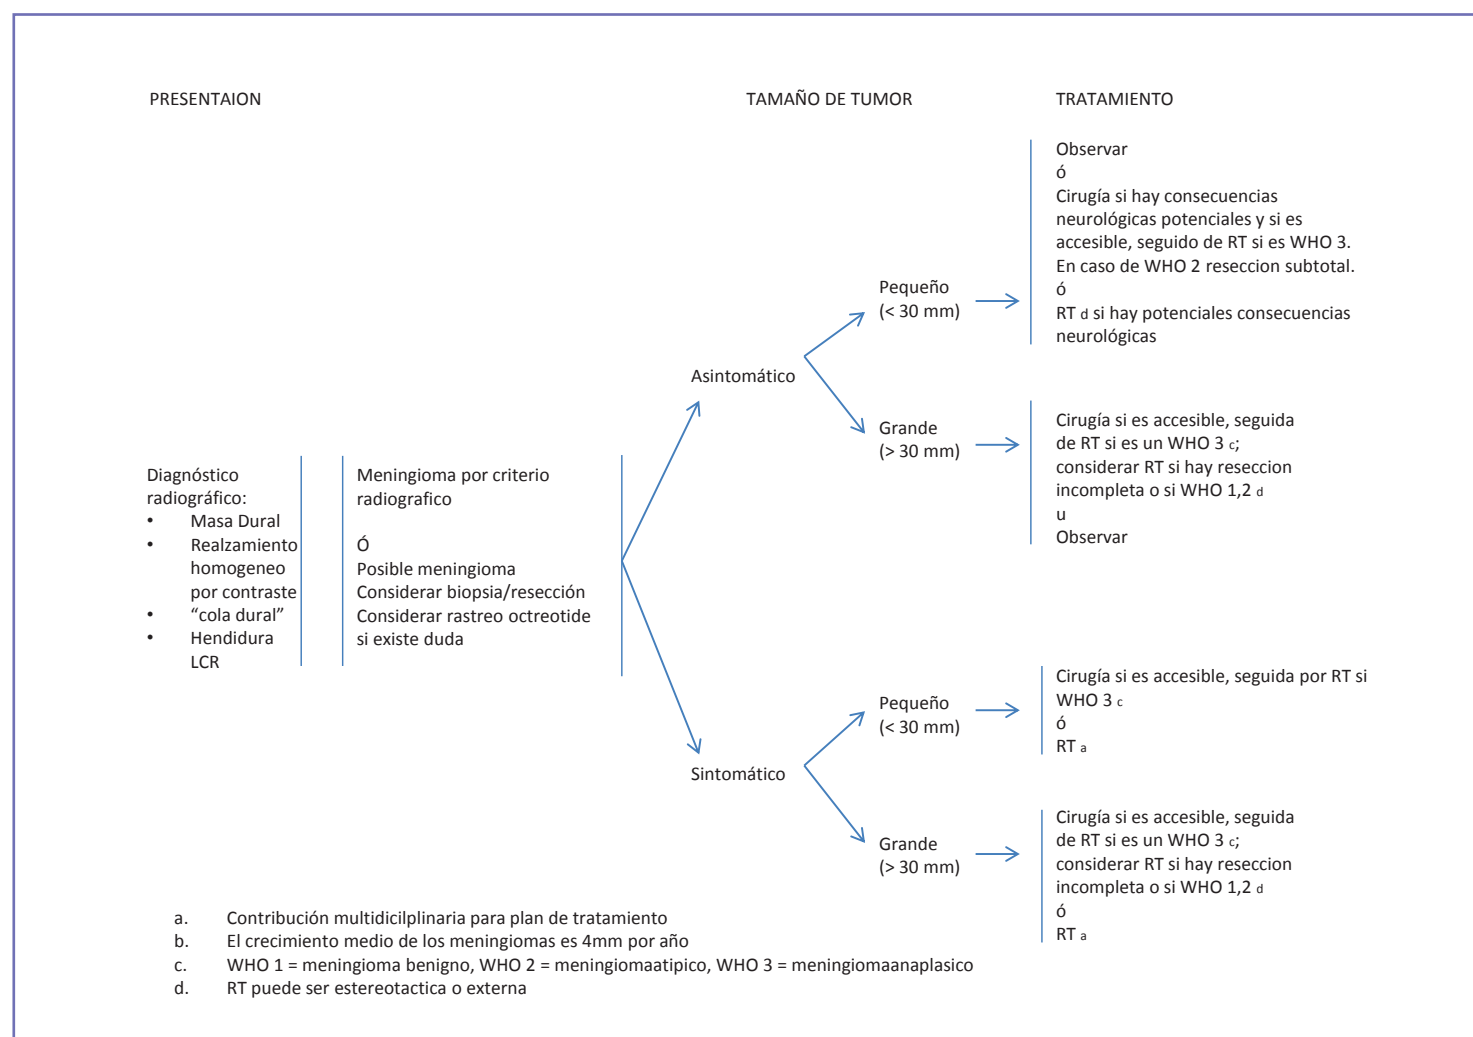 PRESENTAION
TAMAÑO DE TUMOR
TRATAMIENTO
Diagnóstico
radiográfico:
• Masa Dural
• Realzamiento
homogeneo
por contraste
• “cola dural”
• Hendidura
LCR
Meningioma por criterio
radiografico
Ó
Posible meningioma
Considerar biopsia/resección
Considerar rastreo octreotide
si existe duda
Asintomático
Pequeño
(< 30 mm)
Observar
ó
Cirugía si hay consecuencias
neurológicas potenciales y si es
accesible, seguido de RT si es WHO 3.
En caso de WHO 2 reseccion subtotal.
ó
RT d si hay potenciales consecuencias
neurológicas
Grande
(> 30 mm)
Cirugía si es accesible, seguida
de RT si es un WHO 3 c;
considerar RT si hay reseccion
incompleta o si WHO 1,2 d
u
Observar
Sintomático
Pequeño
(< 30 mm)
Cirugía si es accesible, seguida por RT si
WHO 3 c
ó
RT a
Grande
(> 30 mm)
Cirugía si es accesible, seguida
de RT si es un WHO 3 c;
considerar RT si hay reseccion
incompleta o si WHO 1,2 d
ó
RT a
a. Contribución multidicilplinaria para plan de tratamiento
b. El crecimiento medio de los meningiomas es 4mm por año
c. WHO 1 = meningioma benigno, WHO 2 = meningiomaatipico, WHO 3 = meningiomaanaplasico
d. RT puede ser estereotactica o externa